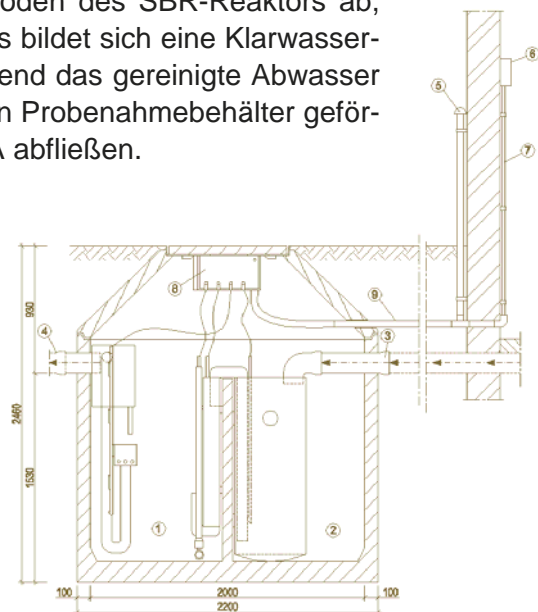 oden des SBR-Reaktors ab,
s bildet sich eine Klarwasser-
end das gereinigte Abwasser
n Probenahmebehälter geför-
A abfließen.
6
5
7
8
9
930
4
3
2460
1530
1
2
100 2000 100
2200